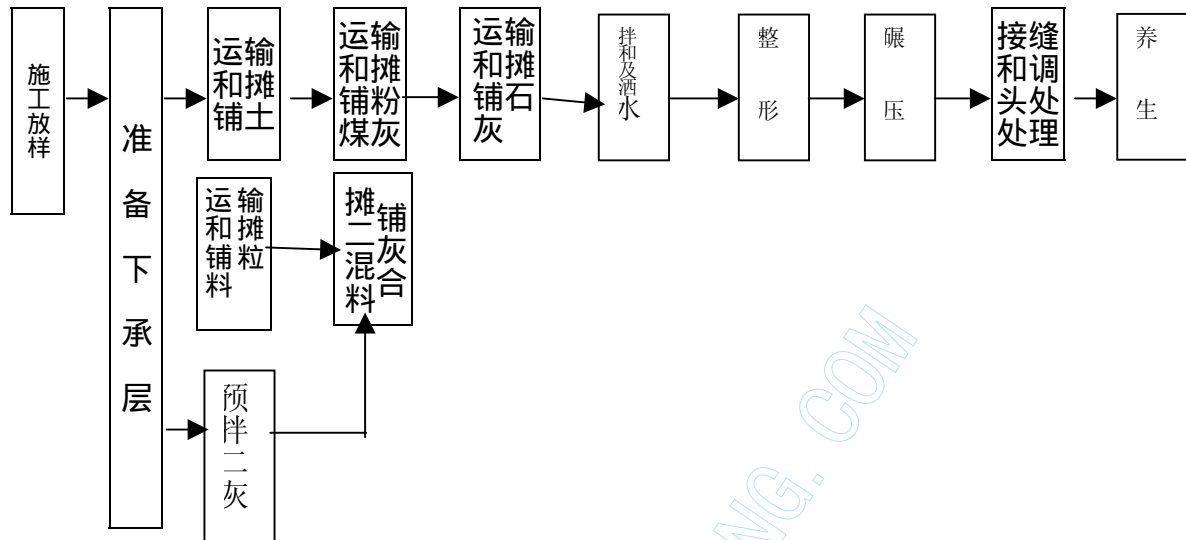 施工放样
准备下承层
运输和摊铺土
运输和摊铺粉煤灰
运输和摊铺石灰
拌和及洒水
整形
碾压
接缝和调头处处理
养生
运输和摊铺粒料
摊铺二灰混合料
预拌二灰
NG. COM